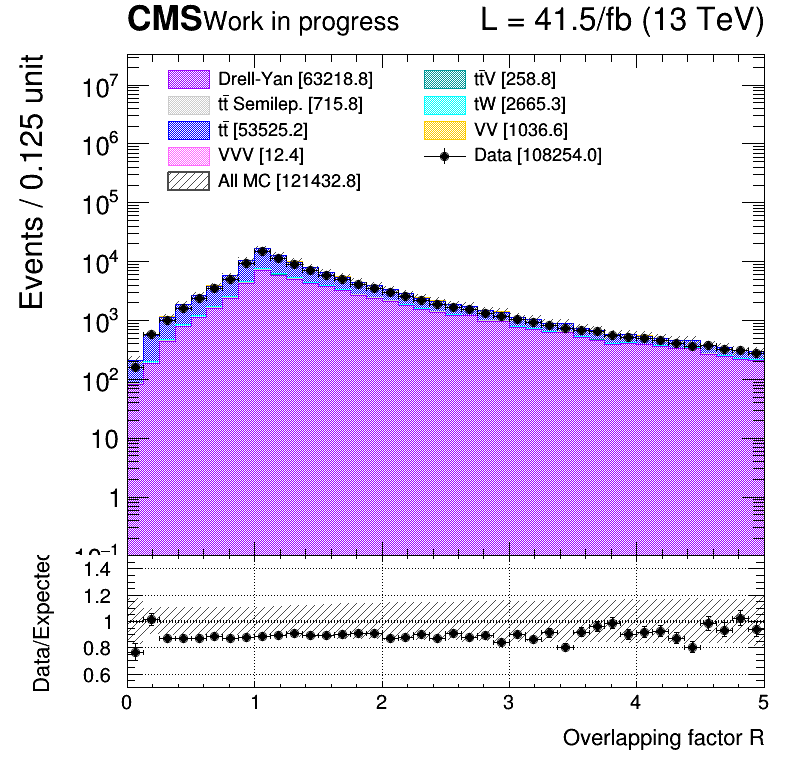 CMS Work in progress L = 41.5/fb (13 TeV)
Events / 0.125 unit
10⁷
10⁶
10⁵
10⁴
10³
10²
10
1
10⁻¹
Drell-Yan [63218.8]
tt̄ Semilep. [715.8]
tt̄ [53525.2]
VVV [12.4]
All MC [121432.8]
tt̄V [258.8]
tW [2665.3]
VV [1036.6]
Data [108254.0]
Data/Expected
1.4
1.2
1
0.8
0.6
0 1 2 3 4 5
Overlapping factor R